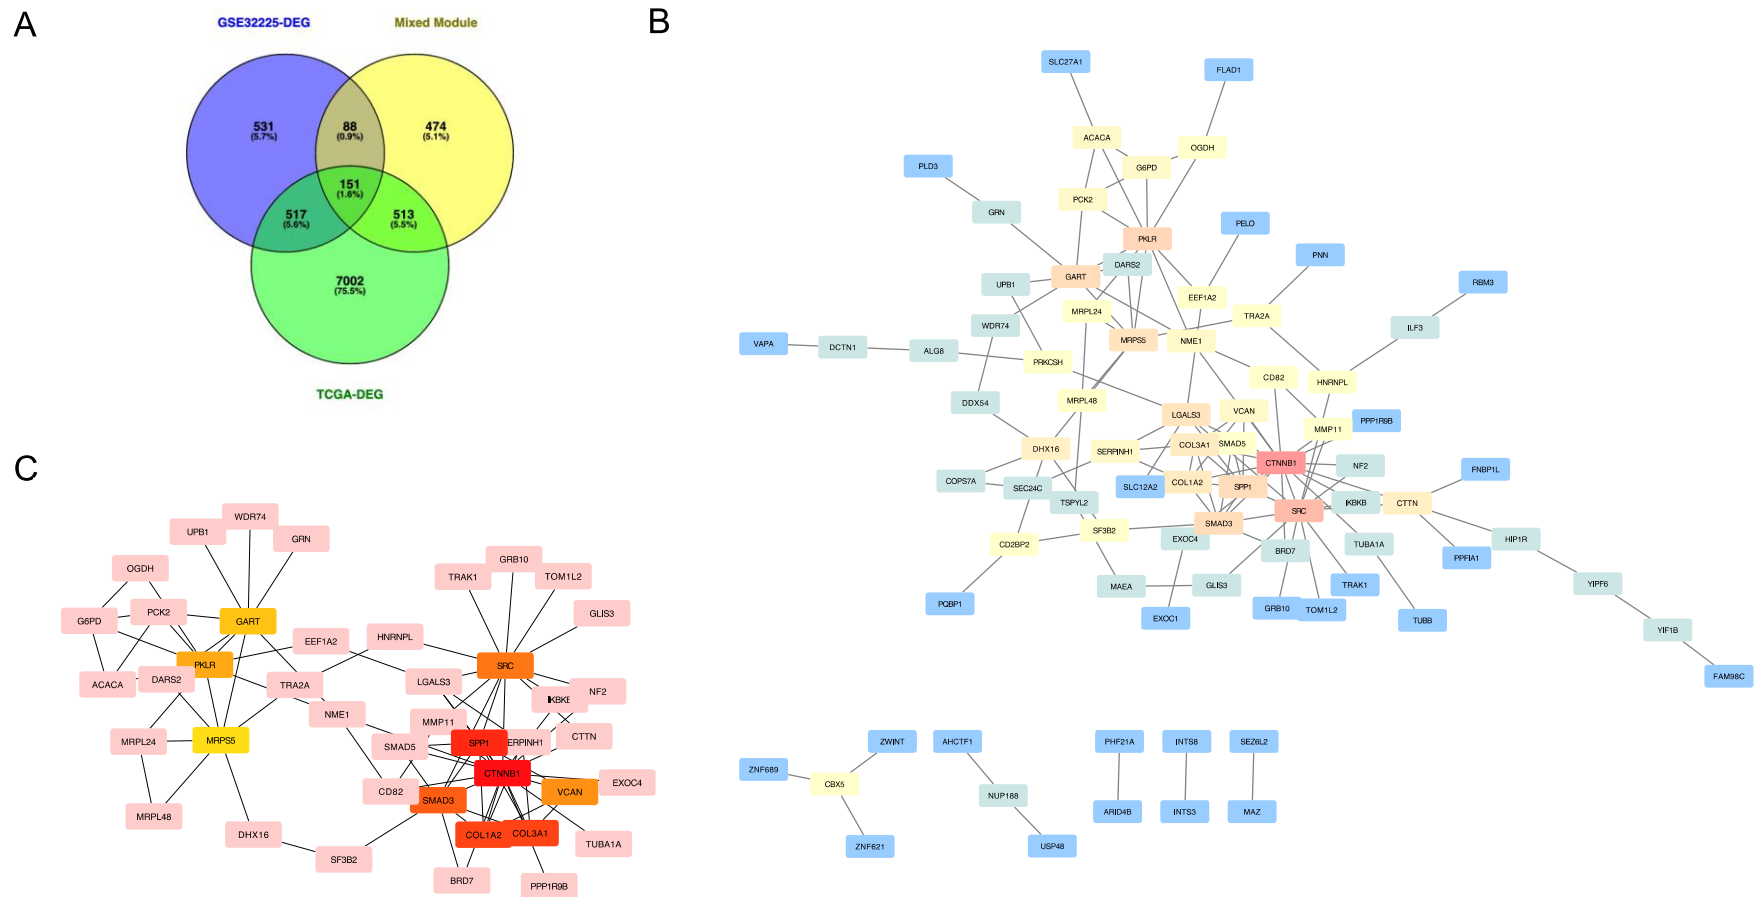 A
GSE32225-DEG
Mixed Module
531
(5.7%)
88
(0.9%)
474
(5.1%)
151
(1.6%)
517
(5.6%)
513
(5.5%)
7002
(75.5%)
TCGA-DEG
B
SLC27A1
FLAD1
ACACA
OGDH
G6PD
PLD3
PCK2
GRN
PELO
PKLR
PNN
DARS2
GART
UPB1
RBM3
EEF1A2
MRPL24
TRA2A
WDR74
ILF3
VAPA
DCTN1
ALG8
MRPS5
NME1
PRKCSH
CD82
HNRNPL
DDX54
MRPL48
LGALS3
VCAN
PPP1R9B
MMP11
DHX16
SERPINH1
COL3A1
SMAD5
CTNNB1
NF2
FNBP1L
COPS7A
SEC24C
SLC12A2
COL1A2
SPP1
TSPYL2
IKBKB
CTTN
SRC
SMAD3
SF3B2
CD2BP2
EXOC4
BRD7
TUBA1A
HIP1R
PPFIA1
MAEA
GLIS3
TRAK1
YIPF6
PQBP1
EXOC1
GRB10
TOM1L2
TUBB
YIF1B
FAM98C
ZWINT
AHCTF1
PHF21A
INTS8
SEZ6L2
ZNF689
CBX5
NUP188
ARID4B
INTS3
MAZ
ZNF621
USP48
C
WDR74
UPB1
GRN
OGDH
GRB10
TRAK1
TOM1L2
G6PD
PCK2
GART
GLIS3
EEF1A2
HNRNPL
PKLR
SRC
ACACA
DARS2
TRA2A
LGALS3
NF2
NME1
MMP11
MRPL24
MRPS5
SMAD5
SPP1
ERPINH1
CTTN
CTNNB1
EXOC4
CD82
SMAD3
VCAN
MRPL48
DHX16
COL1A2
COL3A1
TUBA1A
SF3B2
BRD7
PPP1R9B